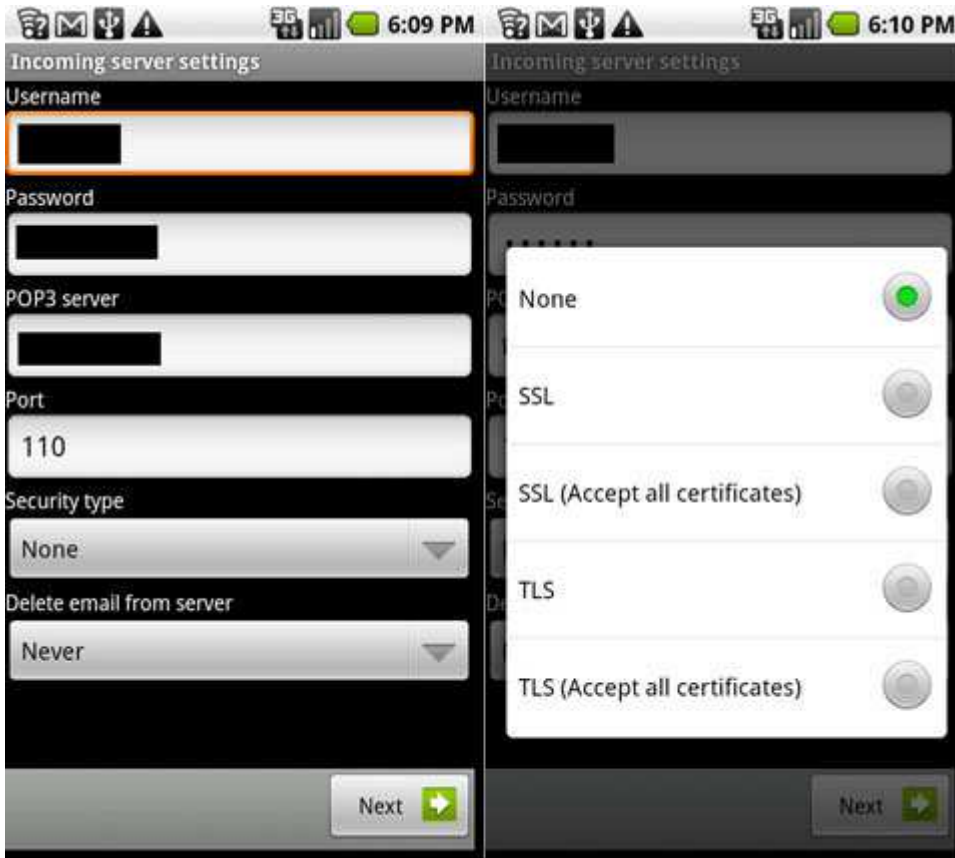 3G 6:09 PM
Incoming server settings
Username
Password
POP3 server
Port
110
Security type
None
Delete email from server
Never
Next
3G 6:10 PM
Incoming server settings
Username
Password
None
SSL
SSL (Accept all certificates)
TLS
TLS (Accept all certificates)
Next